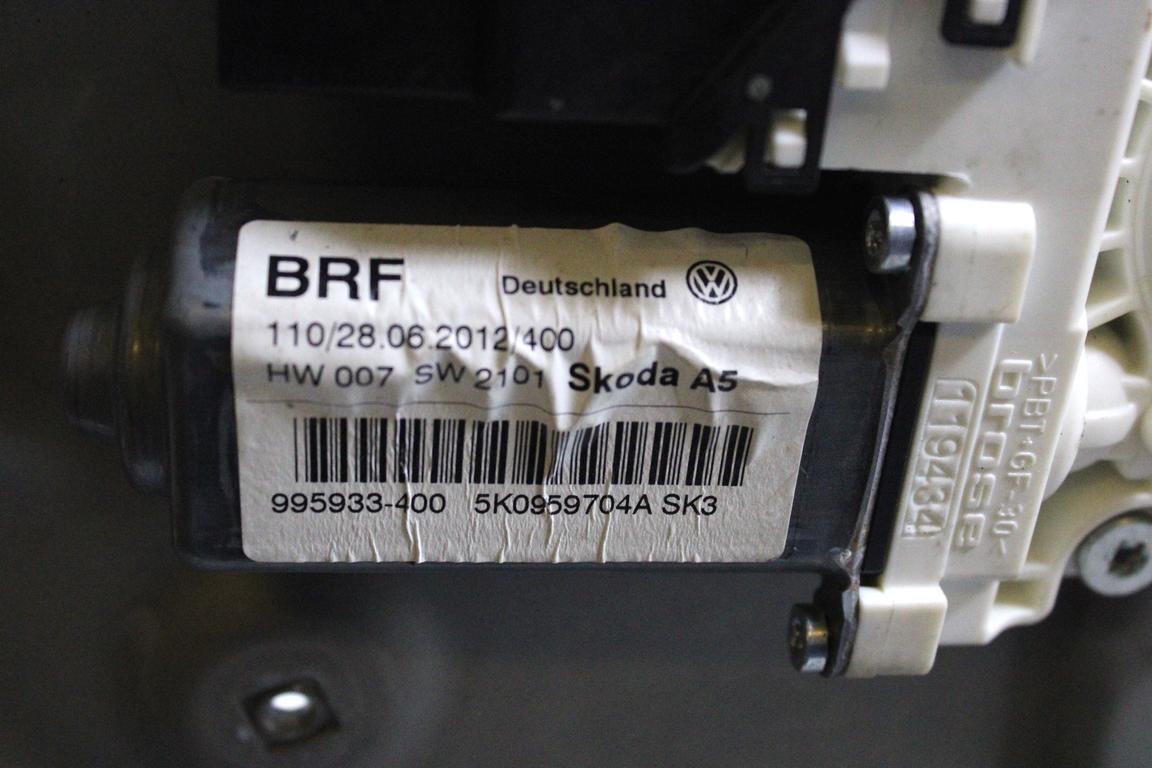 BRF Deutschland VW
110/28.06.2012/400
HW 007 SW 2101 Skoda A5
995933-400 5K0959704A SK3
>PBT+GF-30<
Brose
119434